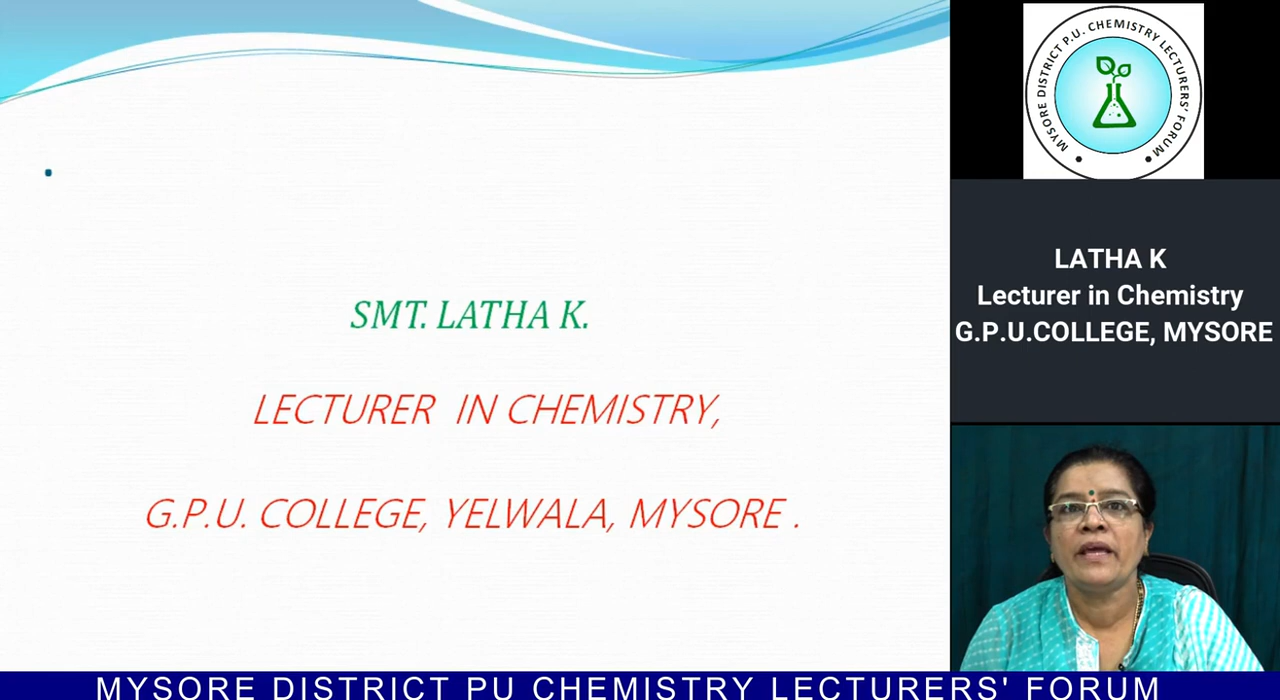 SMT. LATHA K.
LECTURER IN CHEMISTRY,
G.P.U. COLLEGE, YELWALA, MYSORE .
MYSORE DISTRICT P.U. CHEMISTRY LECTURERS' FORUM
LATHA K
Lecturer in Chemistry
G.P.U.COLLEGE, MYSORE
MYSORE DISTRICT PU CHEMISTRY LECTURERS' FORUM